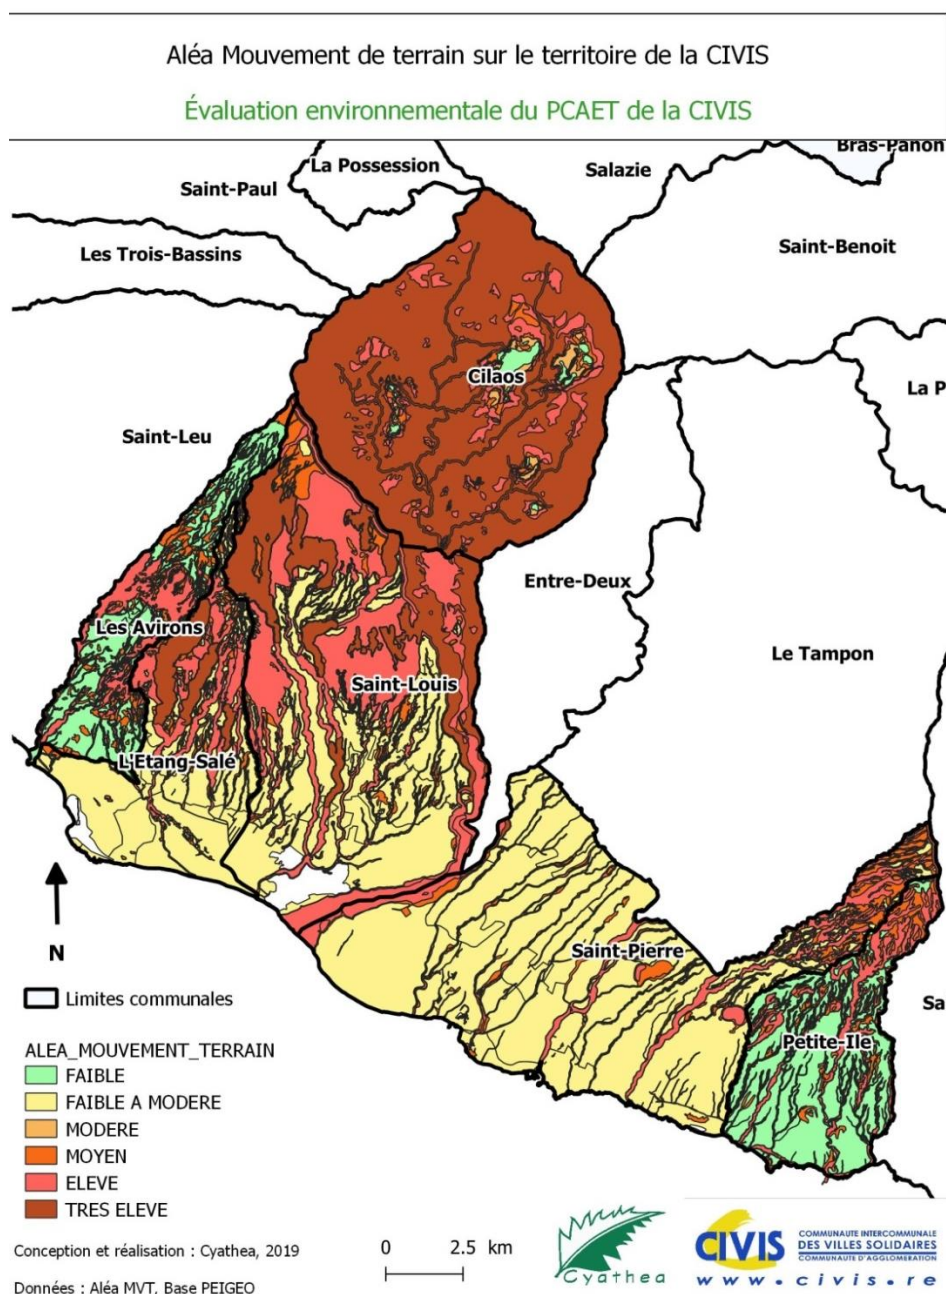 Aléa Mouvement de terrain sur le territoire de la CIVIS
Évaluation environnementale du PCAET de la CIVIS
Bras-Panon
La Possession
Salazie
Saint-Paul
Saint-Benoit
Les Trois-Bassins
La P
Cilaos
Saint-Leu
Entre-Deux
Les Avirons
Le Tampon
Saint-Louis
L'Etang-Salé
Saint-Pierre
N
Sa
Petite-Ile
Limites communales
ALEA_MOUVEMENT_TERRAIN
FAIBLE
FAIBLE A MODERE
MODERE
MOYEN
ELEVE
TRES ELEVE
Conception et réalisation : Cyathea, 2019
Données : Aléa MVT, Base PEIGEO
0 2.5 km
Cyathea
CIVIS
COMMUNAUTE INTERCOMMUNALE
DES VILLES SOLIDAIRES
COMMUNAUTE D'AGGLOMERATION
www.civis.re